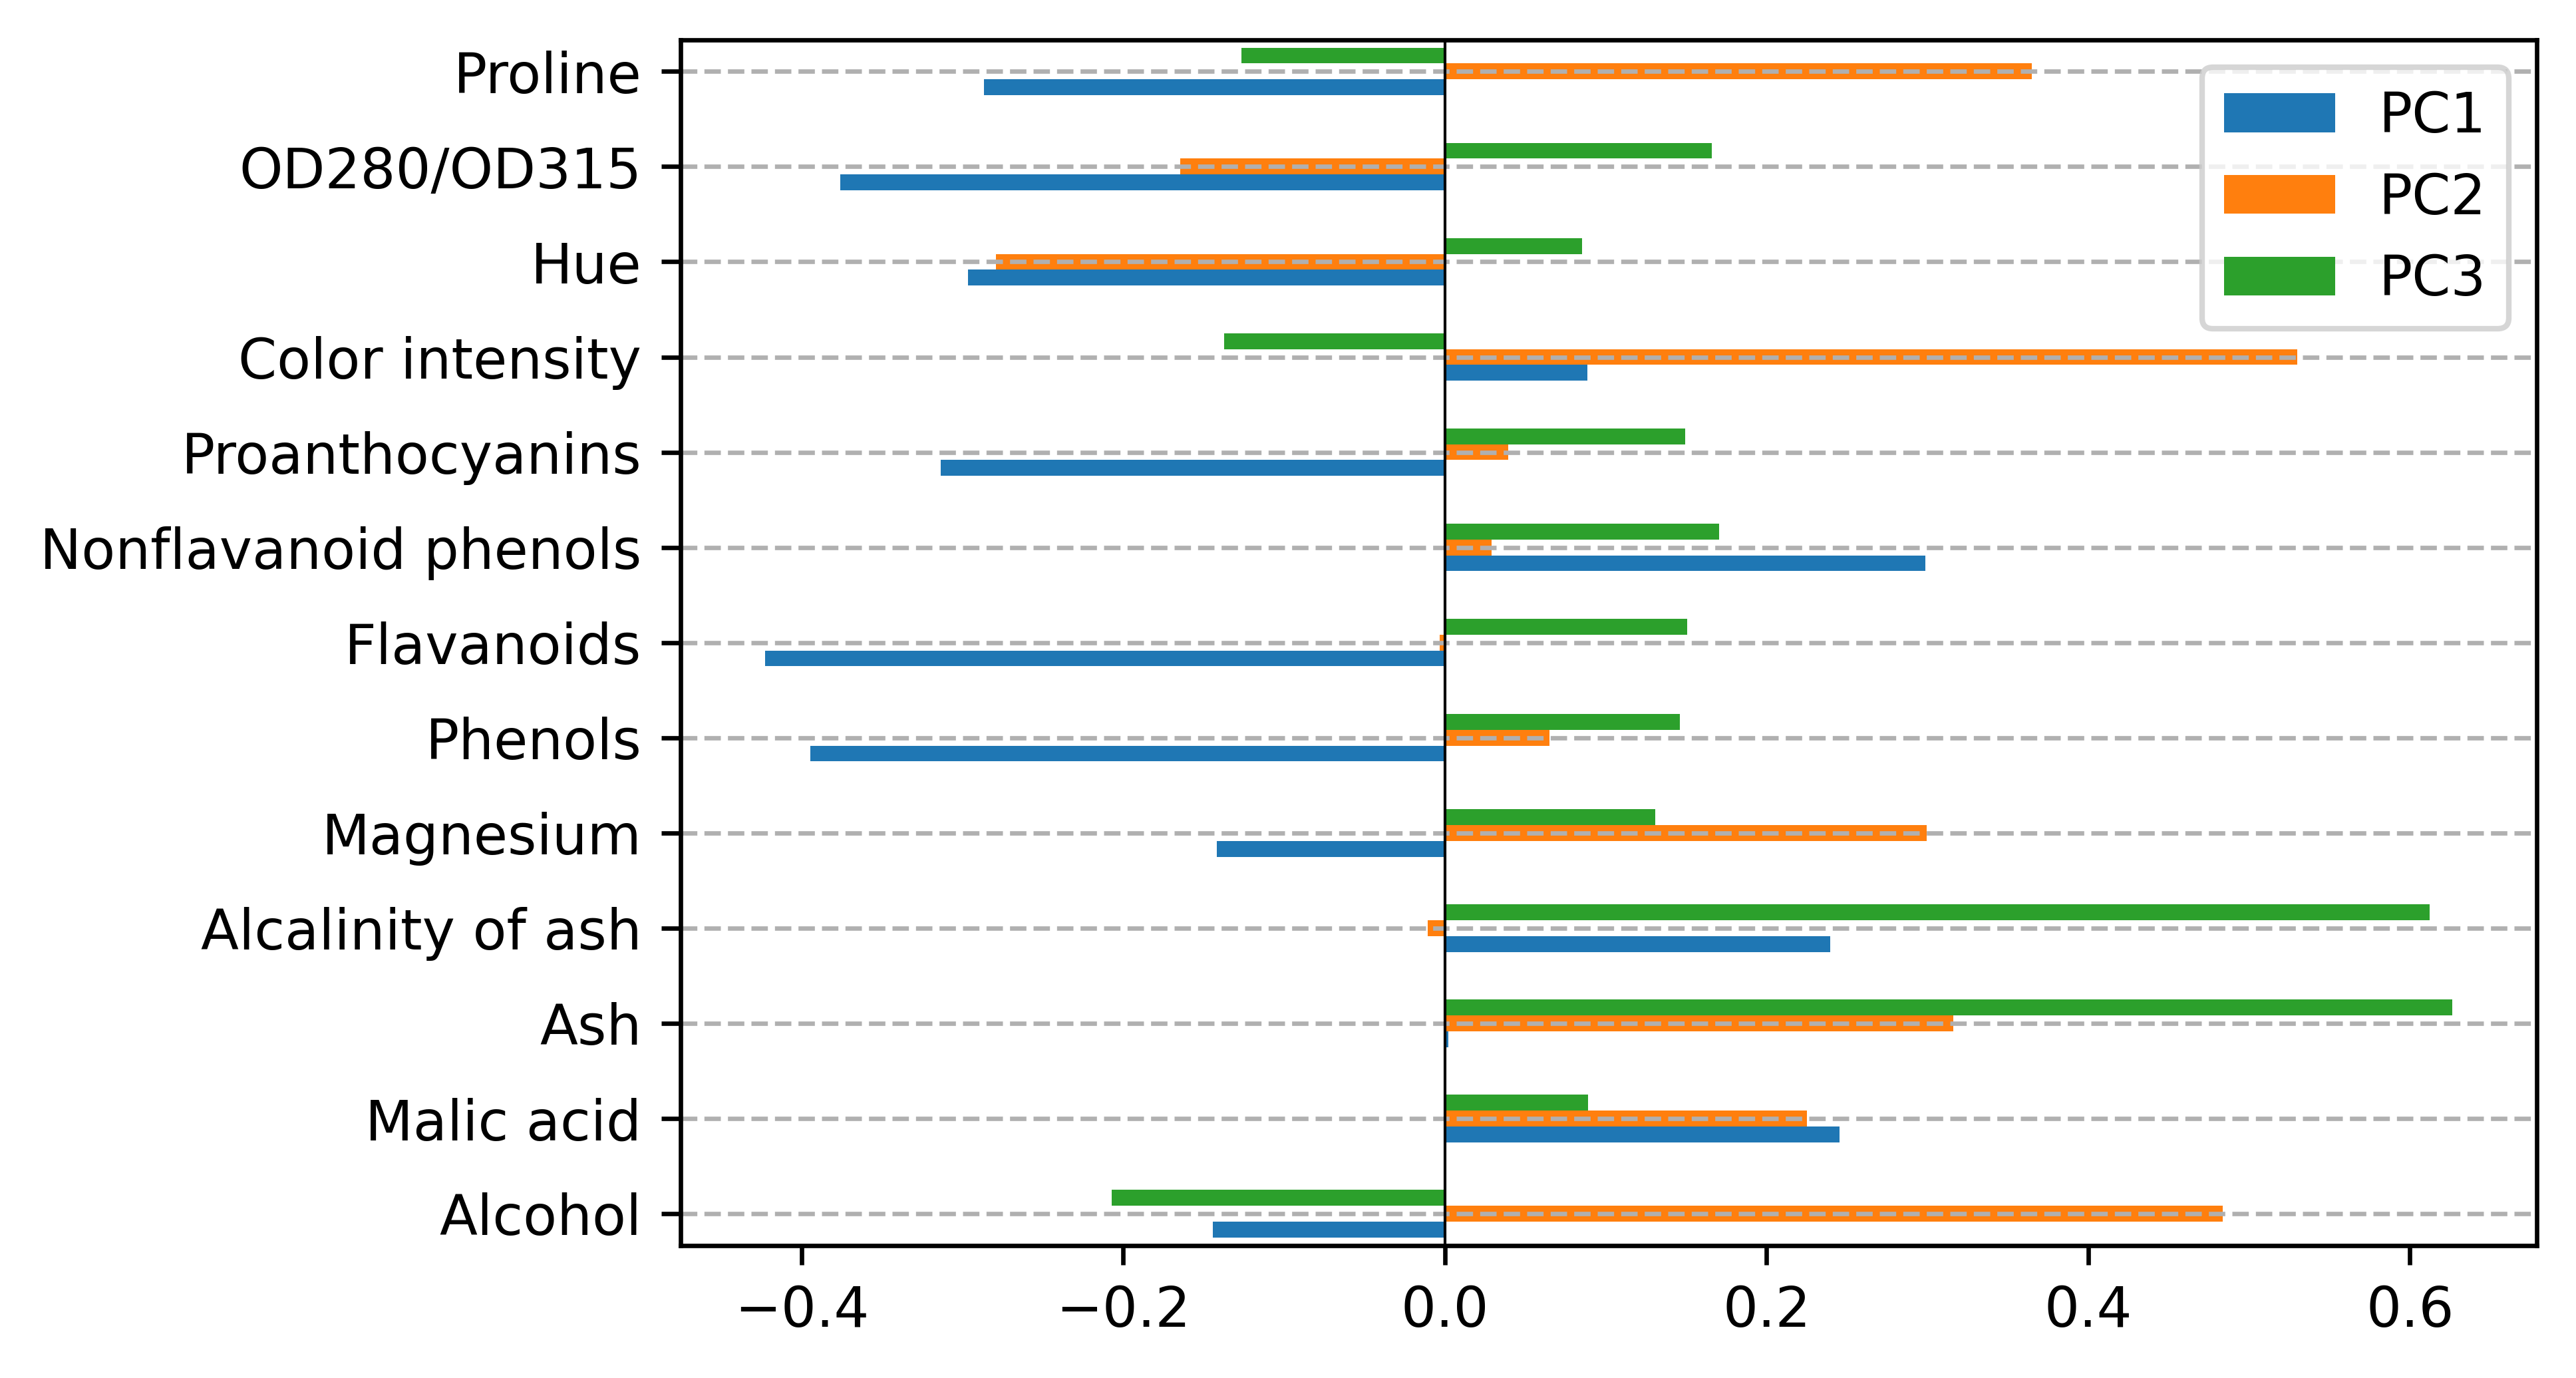 Proline
OD280/OD315
Hue
Color intensity
Proanthocyanins
Nonflavanoid phenols
Flavanoids
Phenols
Magnesium
Alcalinity of ash
Ash
Malic acid
Alcohol
−0.4 −0.2 0.0 0.2 0.4 0.6
PC1
PC2
PC3